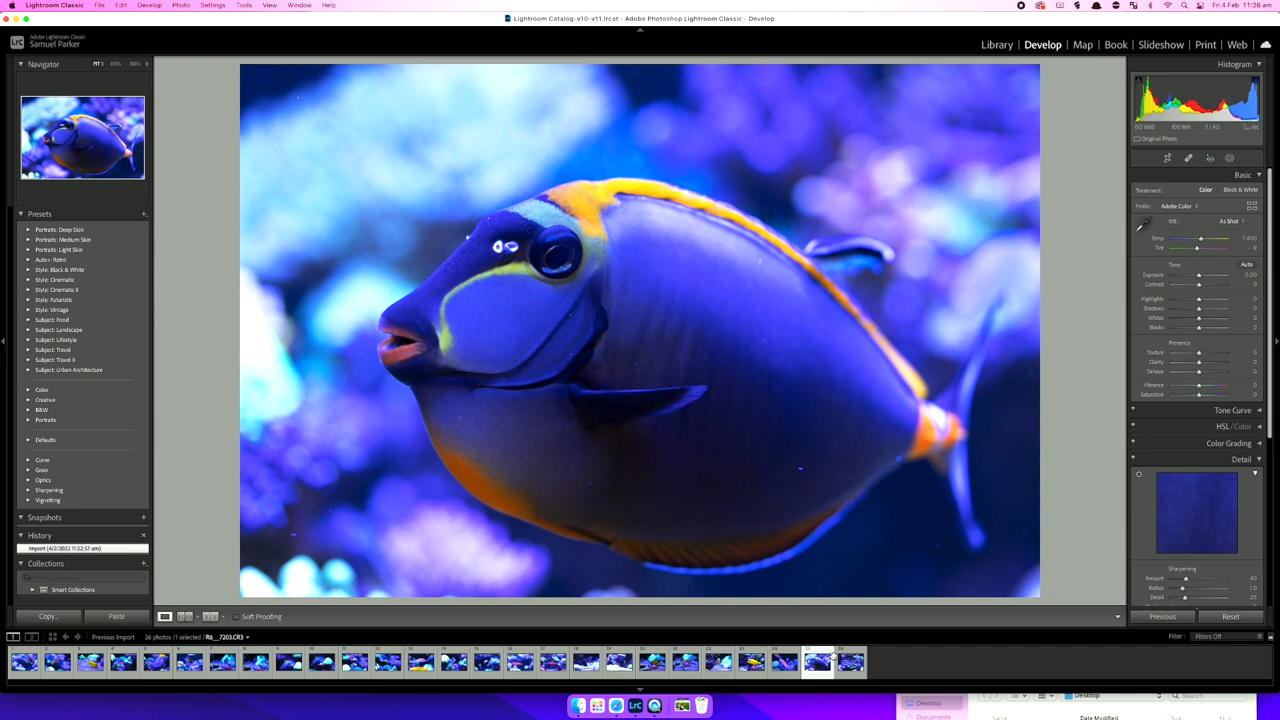 Lightroom Classic File Edit Develop Photo Settings Tools View Window Help Fri 4 Feb 11:26 am
Lightroom Catalog-v10-v11.lrcat - Adobe Photoshop Lightroom Classic - Develop
Lrc Adobe Lightroom Classic
Samuel Parker
Library Develop Map Book Slideshow Print Web
Navigator FIT 100% 300%
Presets
Portraits: Deep Skin
Portraits: Medium Skin
Portraits: Light Skin
Auto+: Retro
Style: Black & White
Style: Cinematic
Style: Cinematic II
Style: Futuristic
Style: Vintage
Subject: Food
Subject: Landscape
Subject: Lifestyle
Subject: Travel
Subject: Travel II
Subject: Urban Architecture
Color
Creative
B&W
Portraits
Defaults
Curve
Grain
Optics
Sharpening
Vignetting
Snapshots
History
Import (4/2/2022 11:22:57 am)
Collections
Smart Collections
Copy... Paste
Soft Proofing
Histogram
ISO 1600 100 mm f / 4.0
Original Photo
Basic
Treatment: Color Black & White
Profile: Adobe Color
WB: As Shot
Temp 7,400
Tint - 9
Tone Auto
Exposure 0.00
Contrast 0
Highlights 0
Shadows 0
Whites 0
Blacks 0
Presence
Texture 0
Clarity 0
Dehaze 0
Vibrance 0
Saturation 0
Tone Curve
HSL / Color
Color Grading
Detail
Sharpening
Amount 40
Radius 1.0
Detail 25
Previous Reset
1 2 Previous Import 26 photos /1 selected / R6__7203.CR3 Filter: Filters Off
Lrc
Desktop Desktop Search
Documents Date Modified